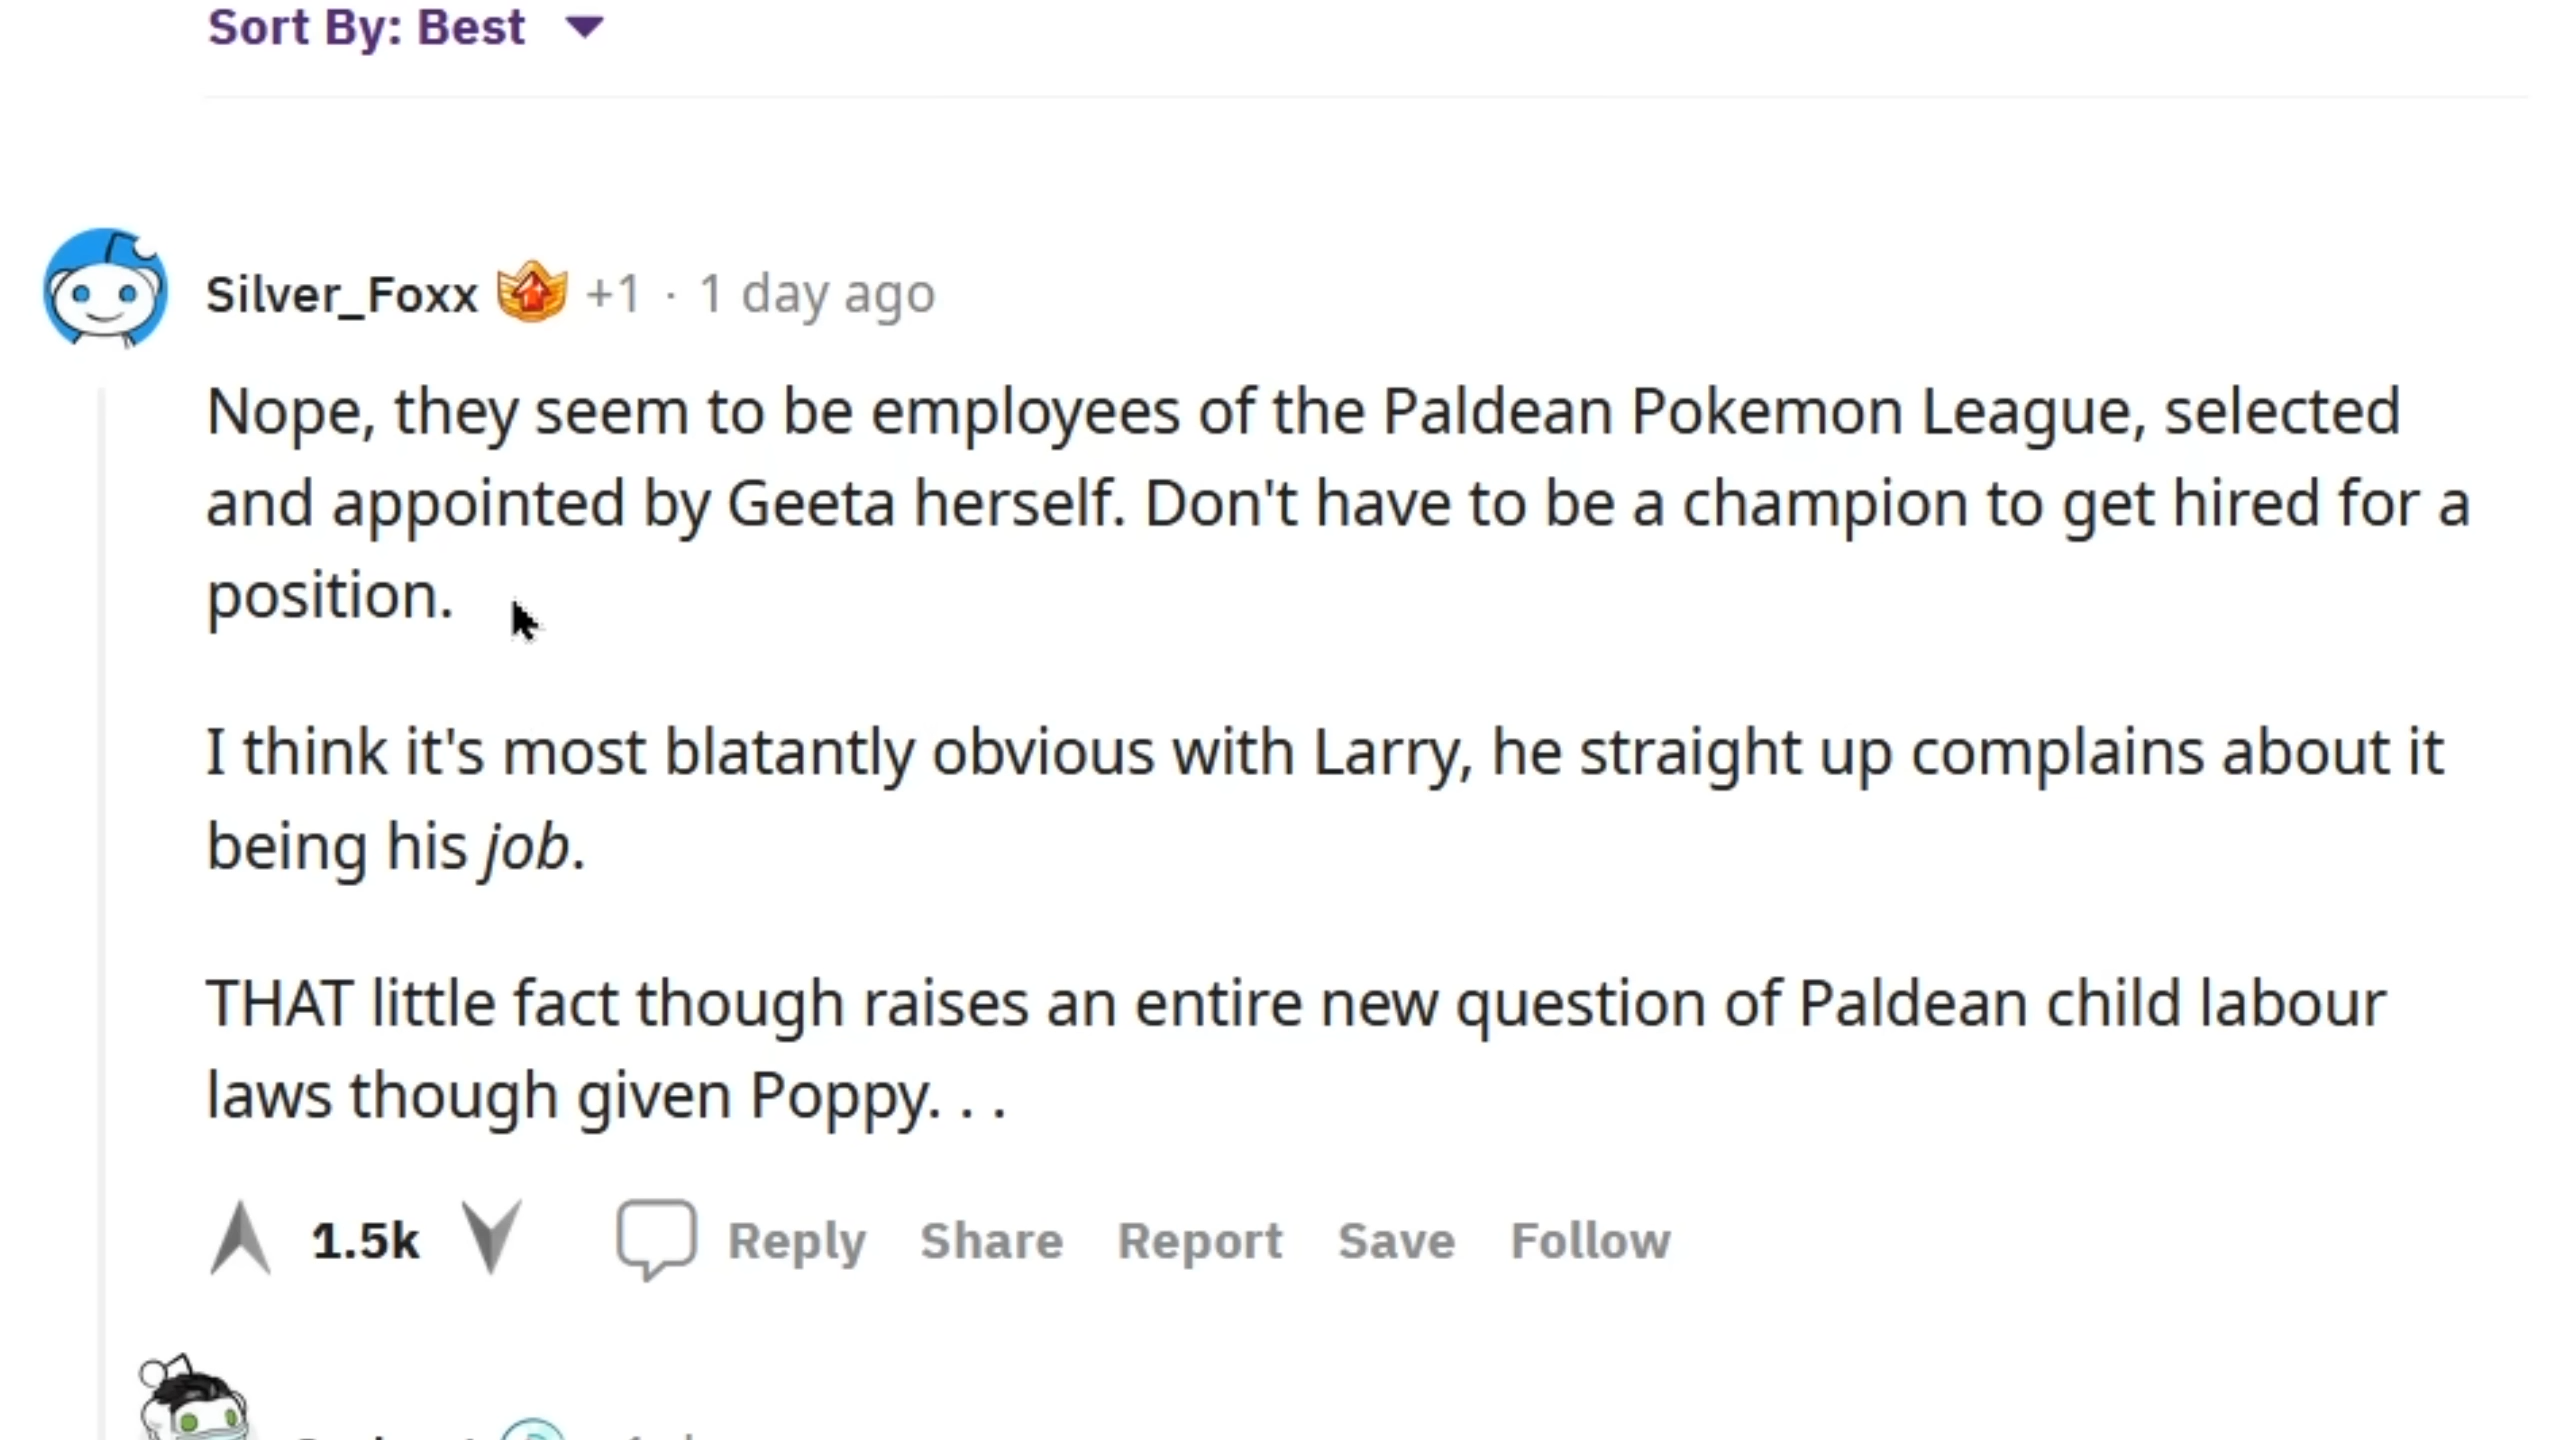 Sort By: Best
Silver_Foxx +1 · 1 day ago
Nope, they seem to be employees of the Paldean Pokemon League, selected
and appointed by Geeta herself. Don't have to be a champion to get hired for a
position.
I think it's most blatantly obvious with Larry, he straight up complains about it
being his job.
THAT little fact though raises an entire new question of Paldean child labour
laws though given Poppy. . .
1.5k Reply Share Report Save Follow